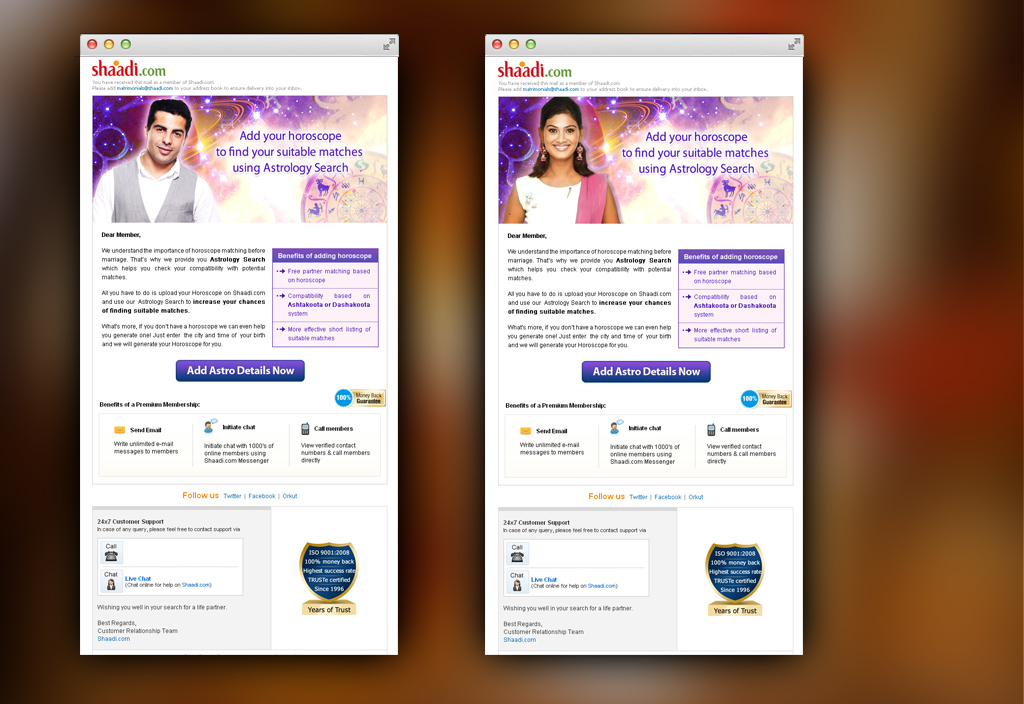 shaadi.com
You have received this mail as a member of Shaadi.com.
Please add matrimonials@shaadi.com to your address book to ensure delivery into your inbox.
Add your horoscope
to find your suitable matches
using Astrology Search
Dear Member,
We understand the importance of horoscope matching before
marriage. That's why we provide you Astrology Search
which helps you check your compatibility with potential
matches.
All you have to do is upload your Horoscope on Shaadi.com
and use our Astrology Search to increase your chances
of finding suitable matches.
What's more, if you don't have a horoscope we can even help
you generate one! Just enter the city and time of your birth
and we will generate your Horoscope for you.
Benefits of adding horoscope
Free partner matching based
on horoscope
Compatibility based on
Ashtakoota or Dashakoota
system
More effective short listing of
suitable matches
Add Astro Details Now
100% Money Back
Guarantee
Benefits of a Premium Membership:
Send Email
Write unlimited e-mail
messages to members
Initiate chat
Initiate chat with 1000's of
online members using
Shaadi.com Messenger
Call members
View verified contact
numbers & call members
directly
Follow us Twitter | Facebook | Orkut
24x7 Customer Support
In case of any query, please feel free to contact support via
Call
Chat
Live Chat
(Chat online for help on Shaadi.com)
Wishing you well in your search for a life partner.
Best Regards,
Customer Relationship Team
Shaadi.com
ISO 9001:2008
100% money back
Highest success rate
TRUSTe certified
Since 1996
Years of Trust
shaadi.com
You have received this mail as a member of Shaadi.com.
Please add matrimonials@shaadi.com to your address book to ensure delivery into your inbox.
Add your horoscope
to find your suitable matches
using Astrology Search
Dear Member,
We understand the importance of horoscope matching before
marriage. That's why we provide you Astrology Search
which helps you check your compatibility with potential
matches.
All you have to do is upload your Horoscope on Shaadi.com
and use our Astrology Search to increase your chances
of finding suitable matches.
What's more, if you don't have a horoscope we can even help
you generate one! Just enter the city and time of your birth
and we will generate your Horoscope for you.
Benefits of adding horoscope
Free partner matching based
on horoscope
Compatibility based on
Ashtakoota or Dashakoota
system
More effective short listing of
suitable matches
Add Astro Details Now
100% Money Back
Guarantee
Benefits of a Premium Membership:
Send Email
Write unlimited e-mail
messages to members
Initiate chat
Initiate chat with 1000's of
online members using
Shaadi.com Messenger
Call members
View verified contact
numbers & call members
directly
Follow us Twitter | Facebook | Orkut
24x7 Customer Support
In case of any query, please feel free to contact support via
Call
Chat
Live Chat
(Chat online for help on Shaadi.com)
Wishing you well in your search for a life partner.
Best Regards,
Customer Relationship Team
Shaadi.com
ISO 9001:2008
100% money back
Highest success rate
TRUSTe certified
Since 1996
Years of Trust